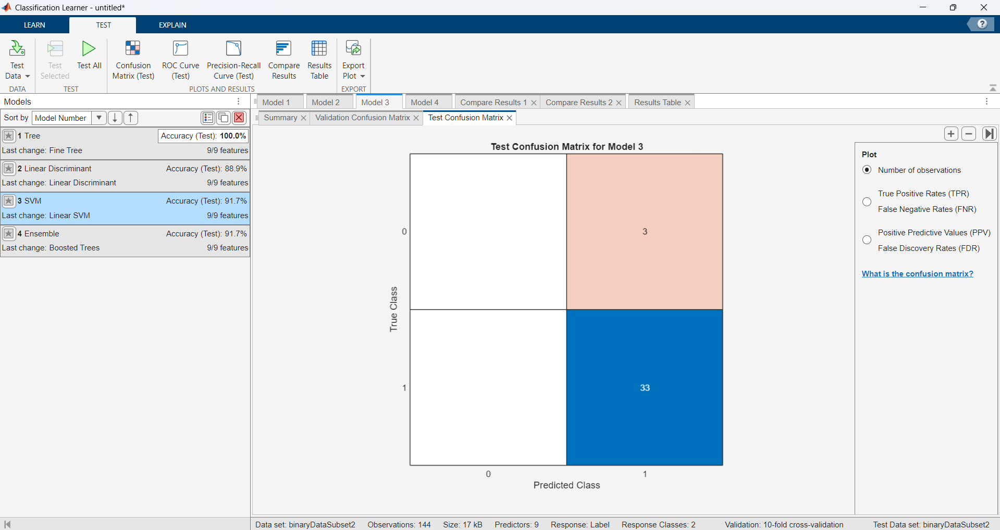 Classification Learner - untitled*
LEARN TEST EXPLAIN
?
Test Data
Test Selected
Test All
Confusion Matrix (Test)
ROC Curve (Test)
Precision-Recall Curve (Test)
Compare Results
Results Table
Export Plot
DATA TEST PLOTS AND RESULTS EXPORT
Models
Model 1 Model 2 Model 3 Model 4 Compare Results 1 Compare Results 2 Results Table
Sort by Model Number
Summary Validation Confusion Matrix Test Confusion Matrix
1 Tree Accuracy (Test): 100.0%
Last change: Fine Tree 9/9 features
2 Linear Discriminant Accuracy (Test): 88.9%
Last change: Linear Discriminant 9/9 features
3 SVM Accuracy (Test): 91.7%
Last change: Linear SVM 9/9 features
4 Ensemble Accuracy (Test): 91.7%
Last change: Boosted Trees 9/9 features
Test Confusion Matrix for Model 3
0 3
True Class
1 33
0 1
Predicted Class
Plot
Number of observations
True Positive Rates (TPR)
False Negative Rates (FNR)
Positive Predictive Values (PPV)
False Discovery Rates (FDR)
What is the confusion matrix?
Data set: binaryDataSubset2 Observations: 144 Size: 17 kB Predictors: 9 Response: Label Response Classes: 2 Validation: 10-fold cross-validation Test Data set: binaryDataSubset2